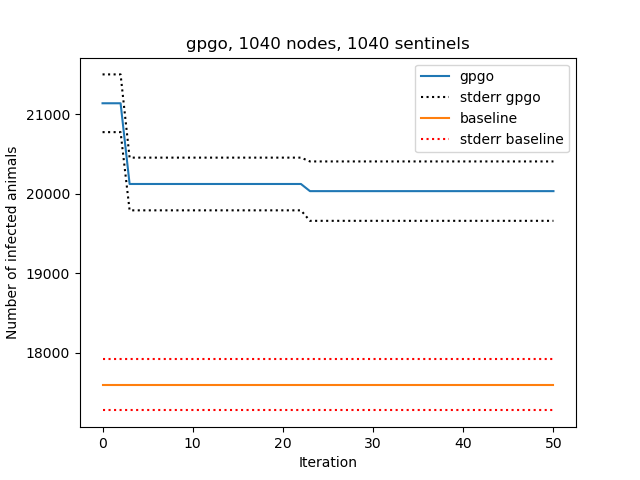 gpgo, 1040 nodes, 1040 sentinels
gpgo
stderr gpgo
baseline
stderr baseline
Number of infected animals
21000
20000
19000
18000
0 10 20 30 40 50
Iteration